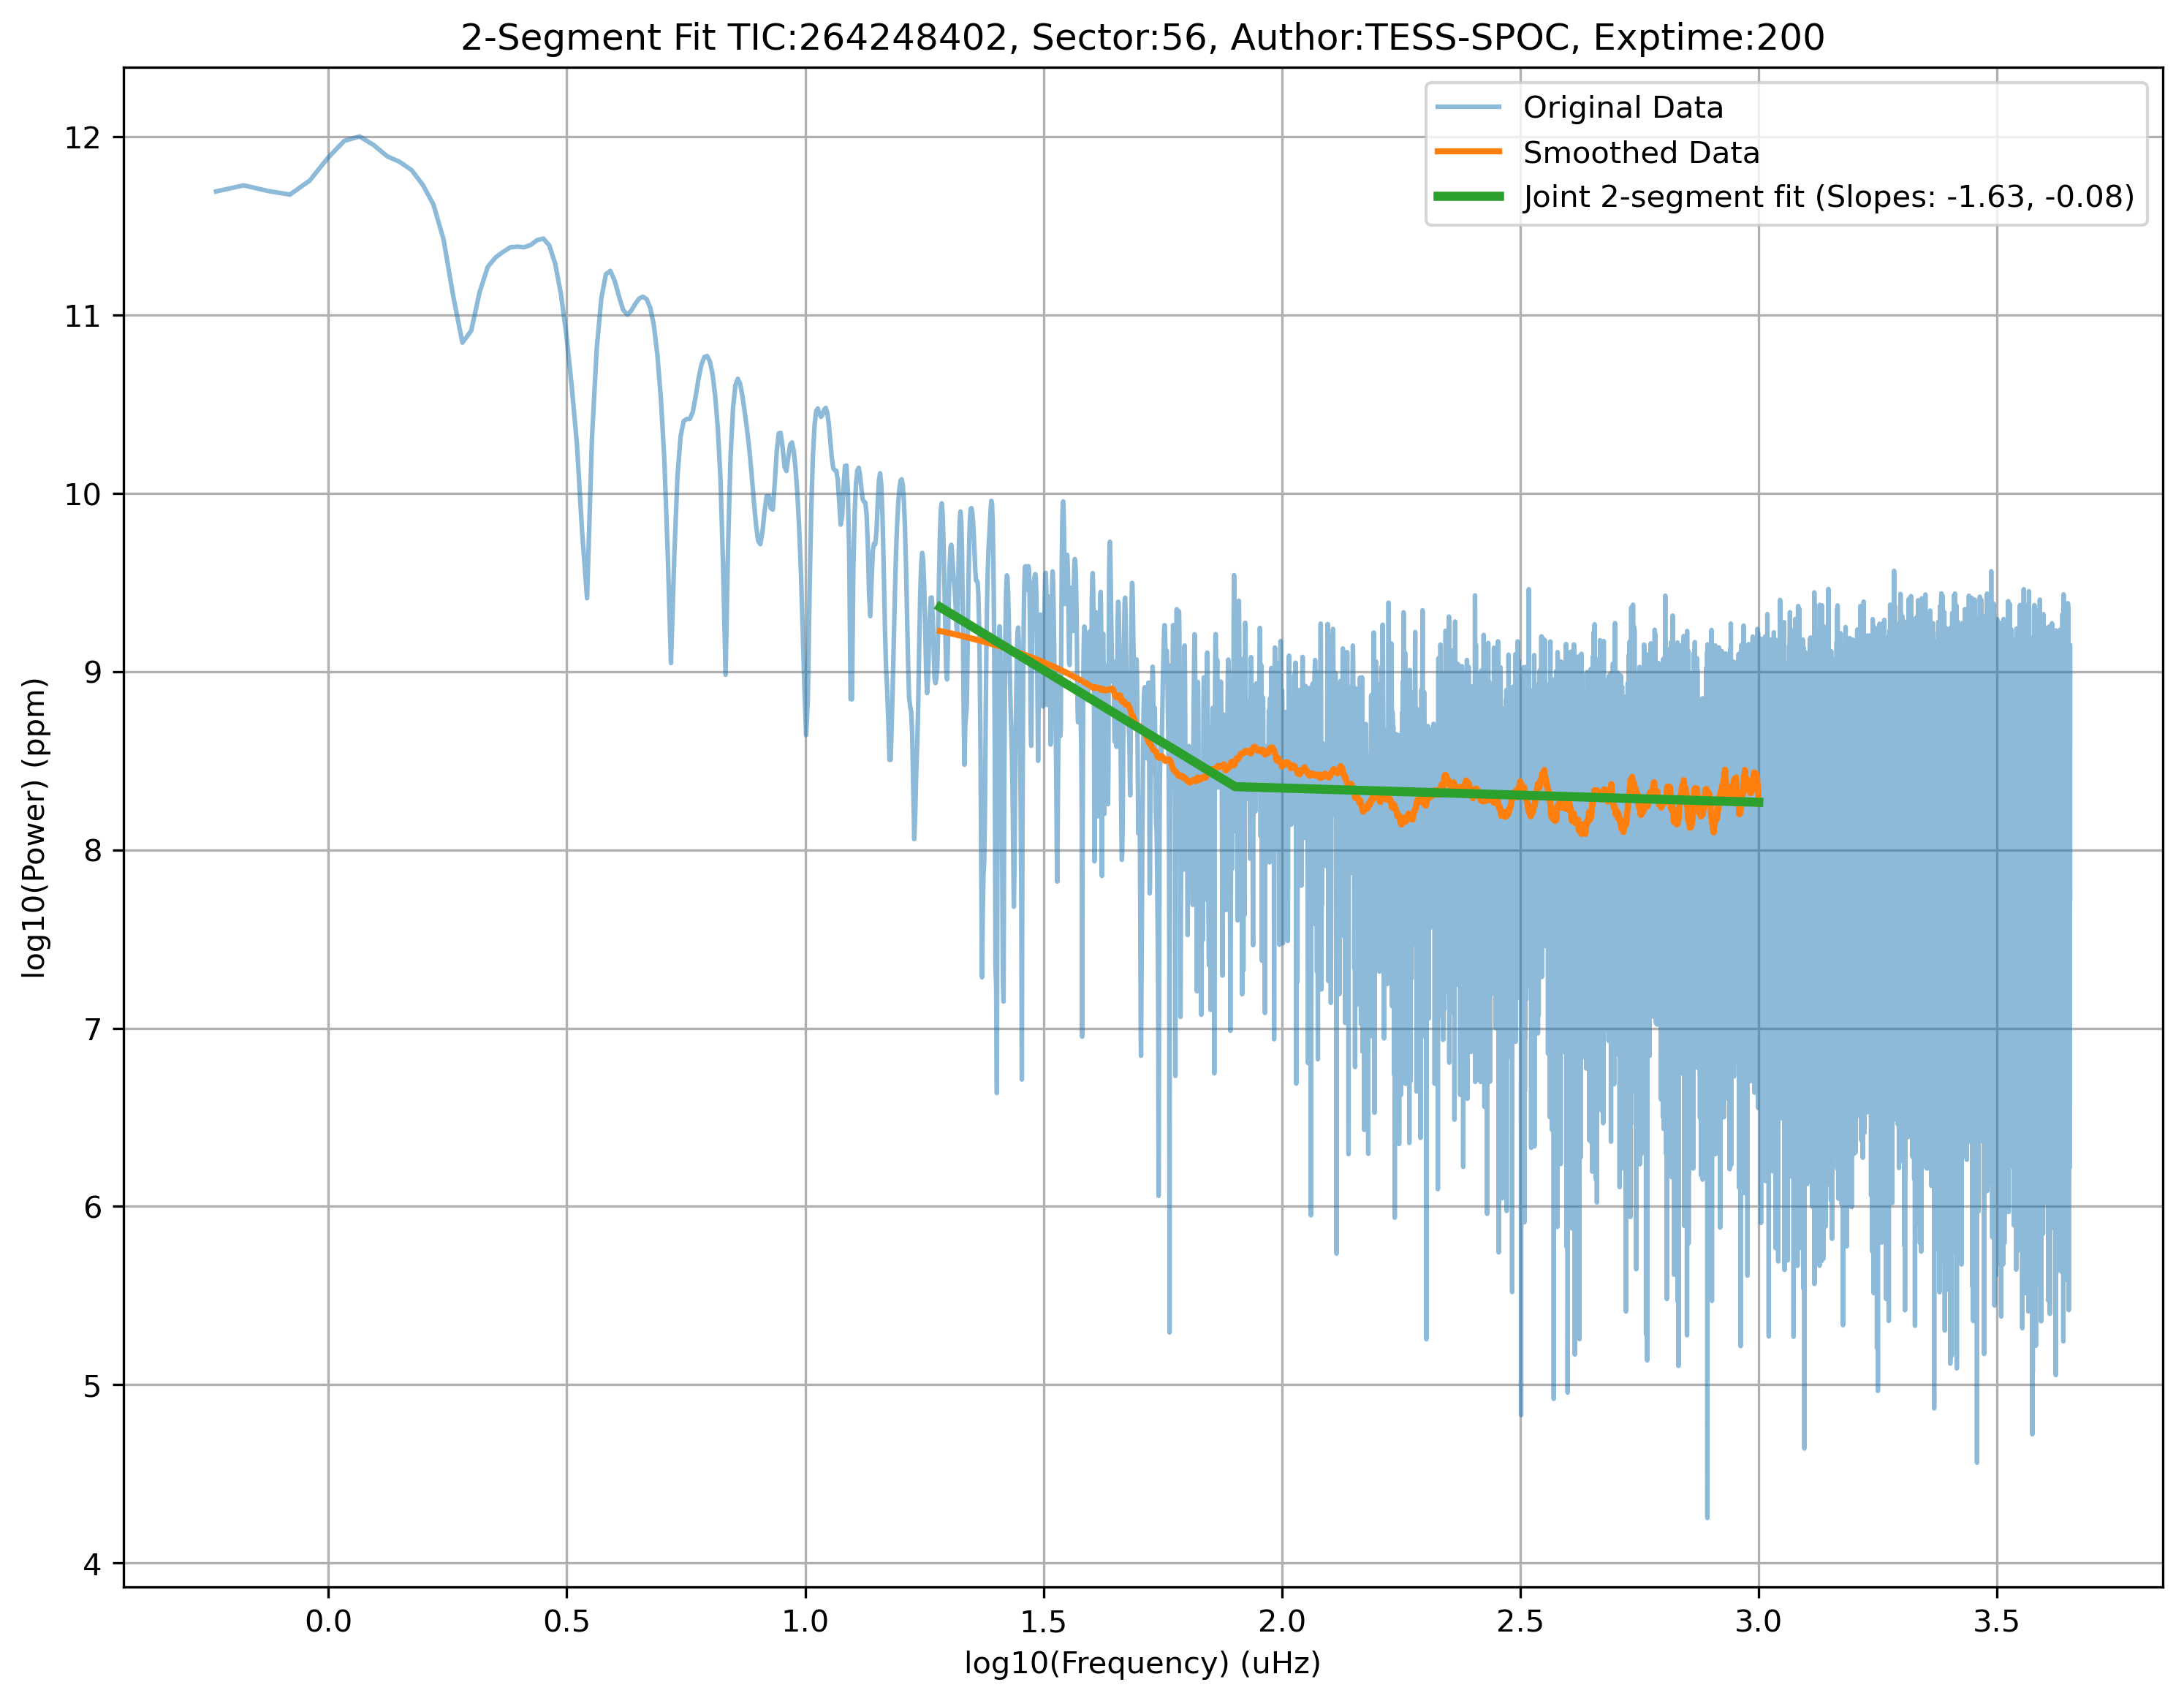 2-Segment Fit TIC:264248402, Sector:56, Author:TESS-SPOC, Exptime:200
Original Data
Smoothed Data
Joint 2-segment fit (Slopes: -1.63, -0.08)
log10(Power) (ppm)
12
11
10
9
8
7
6
5
4
0.0 0.5 1.0 1.5 2.0 2.5 3.0 3.5
log10(Frequency) (uHz)